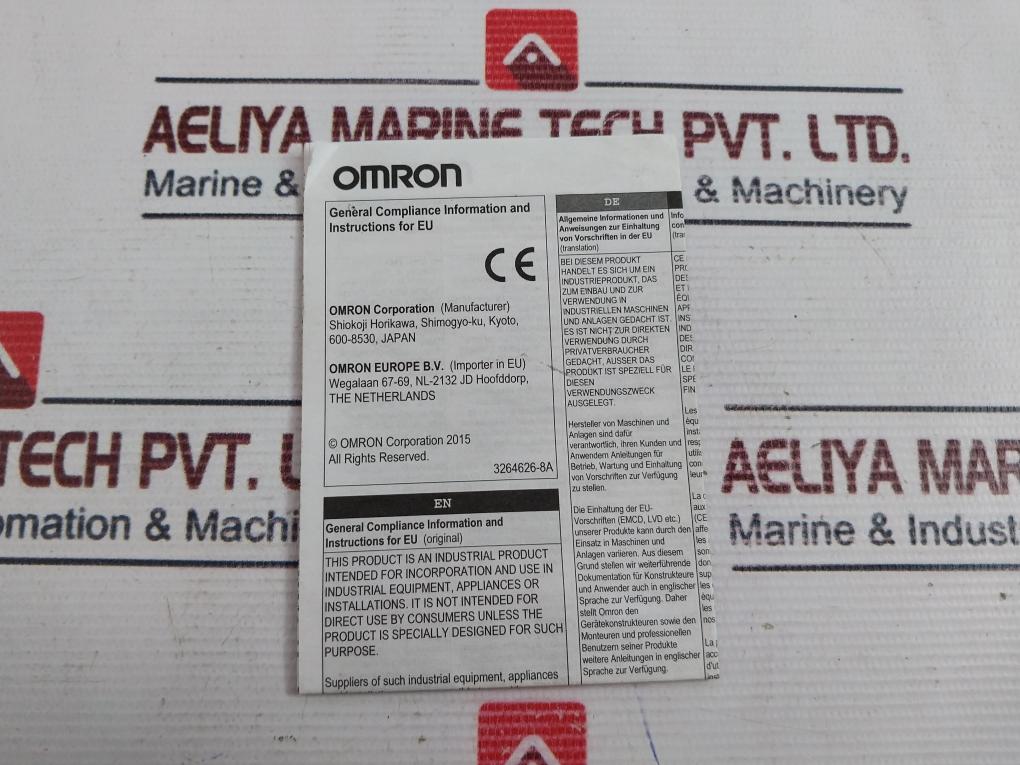 AELIYA MARINE TECH PVT. LTD.
Marine & & Machinery
OMRON
General Compliance Information and
Instructions for EU
CE
OMRON Corporation (Manufacturer)
Shiokoji Horikawa, Shimogyo-ku, Kyoto,
600-8530, JAPAN
OMRON EUROPE B.V. (Importer in EU)
Wegalaan 67-69, NL-2132 JD Hoofddorp,
THE NETHERLANDS
© OMRON Corporation 2015
All Rights Reserved.
3264626-8A
EN
General Compliance Information and
Instructions for EU (original)
THIS PRODUCT IS AN INDUSTRIAL PRODUCT
INTENDED FOR INCORPORATION AND USE IN
INDUSTRIAL EQUIPMENT, APPLIANCES OR
INSTALLATIONS. IT IS NOT INTENDED FOR
DIRECT USE BY CONSUMERS UNLESS THE
PRODUCT IS SPECIALLY DESIGNED FOR SUCH
PURPOSE.
Suppliers of such industrial equipment, appliances
DE
Allgemeine Informationen und
Anweisungen zur Einhaltung
von Vorschriften in der EU
(translation)
BEI DIESEM PRODUKT
HANDELT ES SICH UM EIN
INDUSTRIEPRODUKT, DAS
ZUM EINBAU UND ZUR
VERWENDUNG IN
INDUSTRIELLEN MASCHINEN
UND ANLAGEN GEDACHT IST.
ES IST NICHT ZUR DIREKTEN
VERWENDUNG DURCH
PRIVATVERBRAUCHER
GEDACHT, AUSSER DAS
PRODUKT IST SPEZIELL FÜR
DIESEN
VERWENDUNGSZWECK
AUSGELEGT.
Hersteller von Maschinen und
Anlagen sind dafür
verantwortlich, ihren Kunden und
Anwendern Anleitungen für
Betrieb, Wartung und Einhaltung
von Vorschriften zur Verfügung
zu stellen.
Die Einhaltung der EU-
Vorschriften (EMCD, LVD etc.)
unserer Produkte kann durch den
Einsatz in Maschinen und
Anlagen variieren. Aus diesem
Grund stellen wir weiterführende
Dokumentation für Konstrukteure
und Anwender auch in englischer
Sprache zur Verfügung. Daher
stellt Omron den
Gerätekonstrukteuren sowie den
Monteuren und professionellen
Benutzern seiner Produkte
weitere Anleitungen in englischer
Sprache zur Verfügung.
TECH PVT.
omation & Machi
AELIYA MAR
Marine & Indust